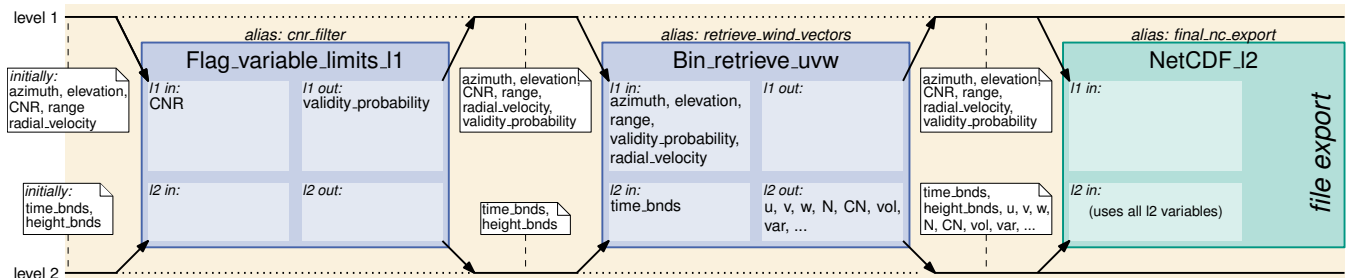 level 1
initially:
azimuth, elevation,
CNR, range
radial_velocity
initially:
time_bnds,
height_bnds
level 2
alias: cnr_filter
Flag_variable_limits_l1
l1 in:
CNR
l1 out:
validity_probability
l2 in:
l2 out:
azimuth, elevation,
CNR, range,
radial_velocity,
validity_probability
time_bnds,
height_bnds
alias: retrieve_wind_vectors
Bin_retrieve_uvw
l1 in:
azimuth, elevation,
range,
validity_probability,
radial_velocity
l1 out:
l2 in:
time_bnds
l2 out:
u, v, w, N, CN, vol,
var, ...
azimuth, elevation,
CNR, range,
radial_velocity,
validity_probability
time_bnds,
height_bnds, u, v, w,
N, CN, vol, var, ...
alias: final_nc_export
NetCDF_l2
l1 in:
l2 in:
(uses all l2 variables)
file export